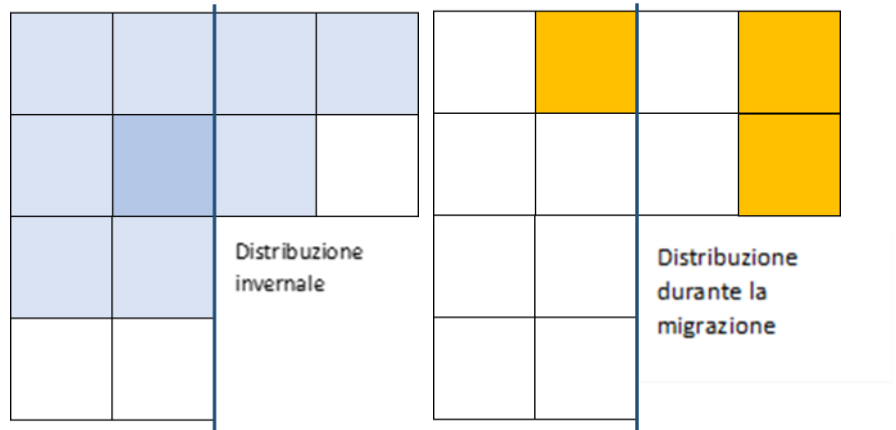 Distribuzione
invernale
Distribuzione
durante la
migrazione